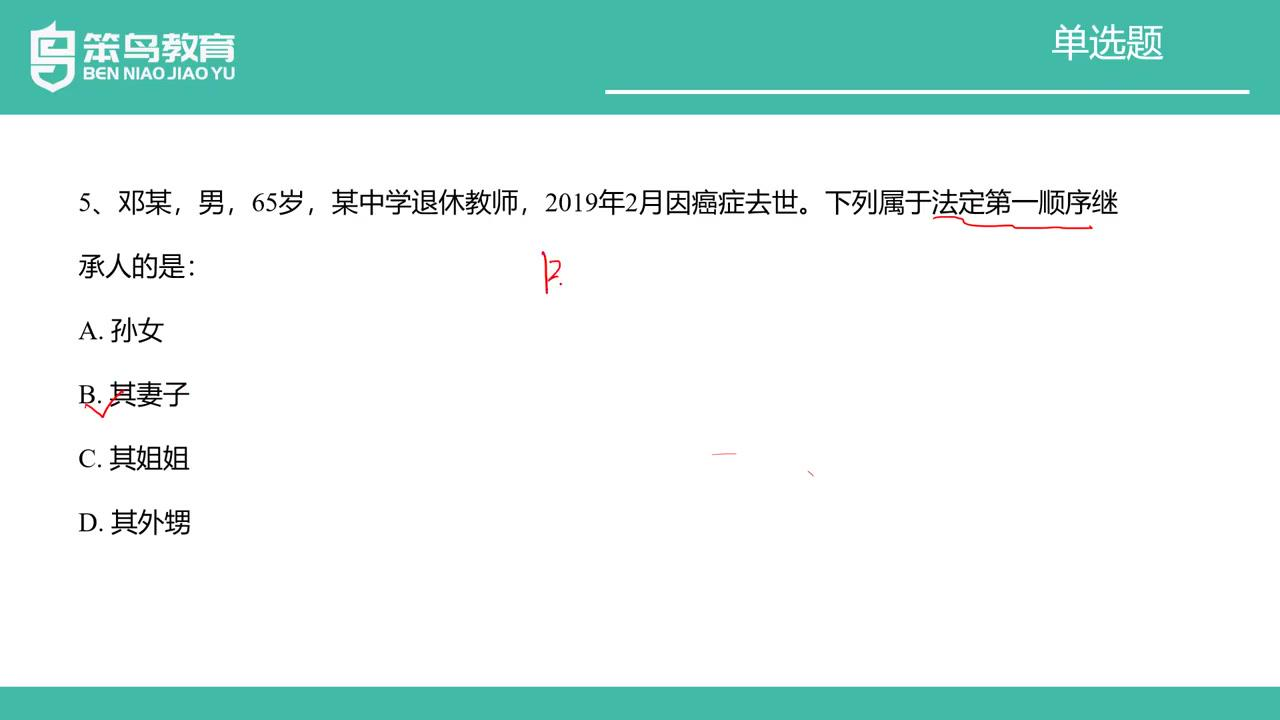 笨鸟教育
BEN NIAO JIAO YU
单选题
5、邓某，男，65岁，某中学退休教师，2019年2月因癌症去世。下列属于法定第一顺序继
承人的是：
A. 孙女
B. 其妻子
C. 其姐姐
D. 其外甥